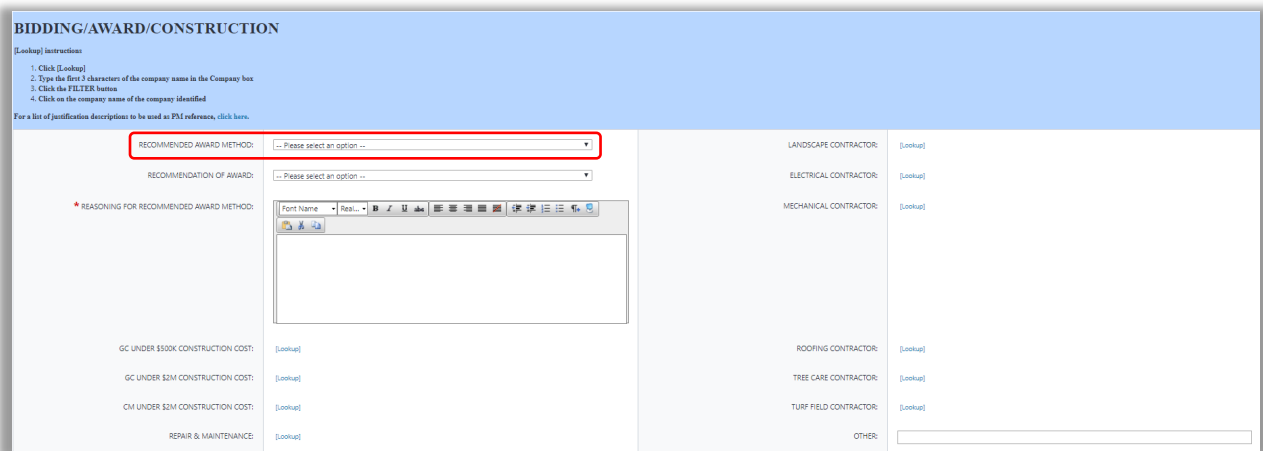 BIDDING/AWARD/CONSTRUCTION
[Lookup] instructions
1. Click [Lookup]
2. Type the first 3 characters of the company name in the Company box
3. Click the FILTER button
4. Click on the company name of the company identified
For a list of justification descriptions to be used as PM reference, click here.
RECOMMENDED AWARD METHOD: -- Please select an option -- LANDSCAPE CONTRACTOR: [Lookup]
RECOMMENDATION OF AWARD: -- Please select an option -- ELECTRICAL CONTRACTOR: [Lookup]
* REASONING FOR RECOMMENDED AWARD METHOD: Font Name Real... B I U abc MECHANICAL CONTRACTOR: [Lookup]
GC UNDER $500K CONSTRUCTION COST: [Lookup] ROOFING CONTRACTOR: [Lookup]
GC UNDER $2M CONSTRUCTION COST: [Lookup] TREE CARE CONTRACTOR: [Lookup]
CM UNDER $2M CONSTRUCTION COST: [Lookup] TURF FIELD CONTRACTOR: [Lookup]
REPAIR & MAINTENANCE: [Lookup] OTHER: